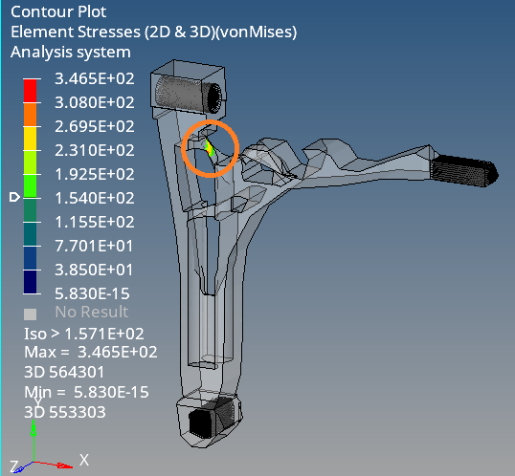 Contour Plot
Element Stresses (2D & 3D)(vonMises)
Analysis system
3.465E+02
3.080E+02
2.695E+02
2.310E+02
1.925E+02
D
1.540E+02
1.155E+02
7.701E+01
3.850E+01
5.830E-15
No Result
Iso > 1.571E+02
Max = 3.465E+02
3D 564301
Min = 5.830E-15
3D 553303
Y
Z
X